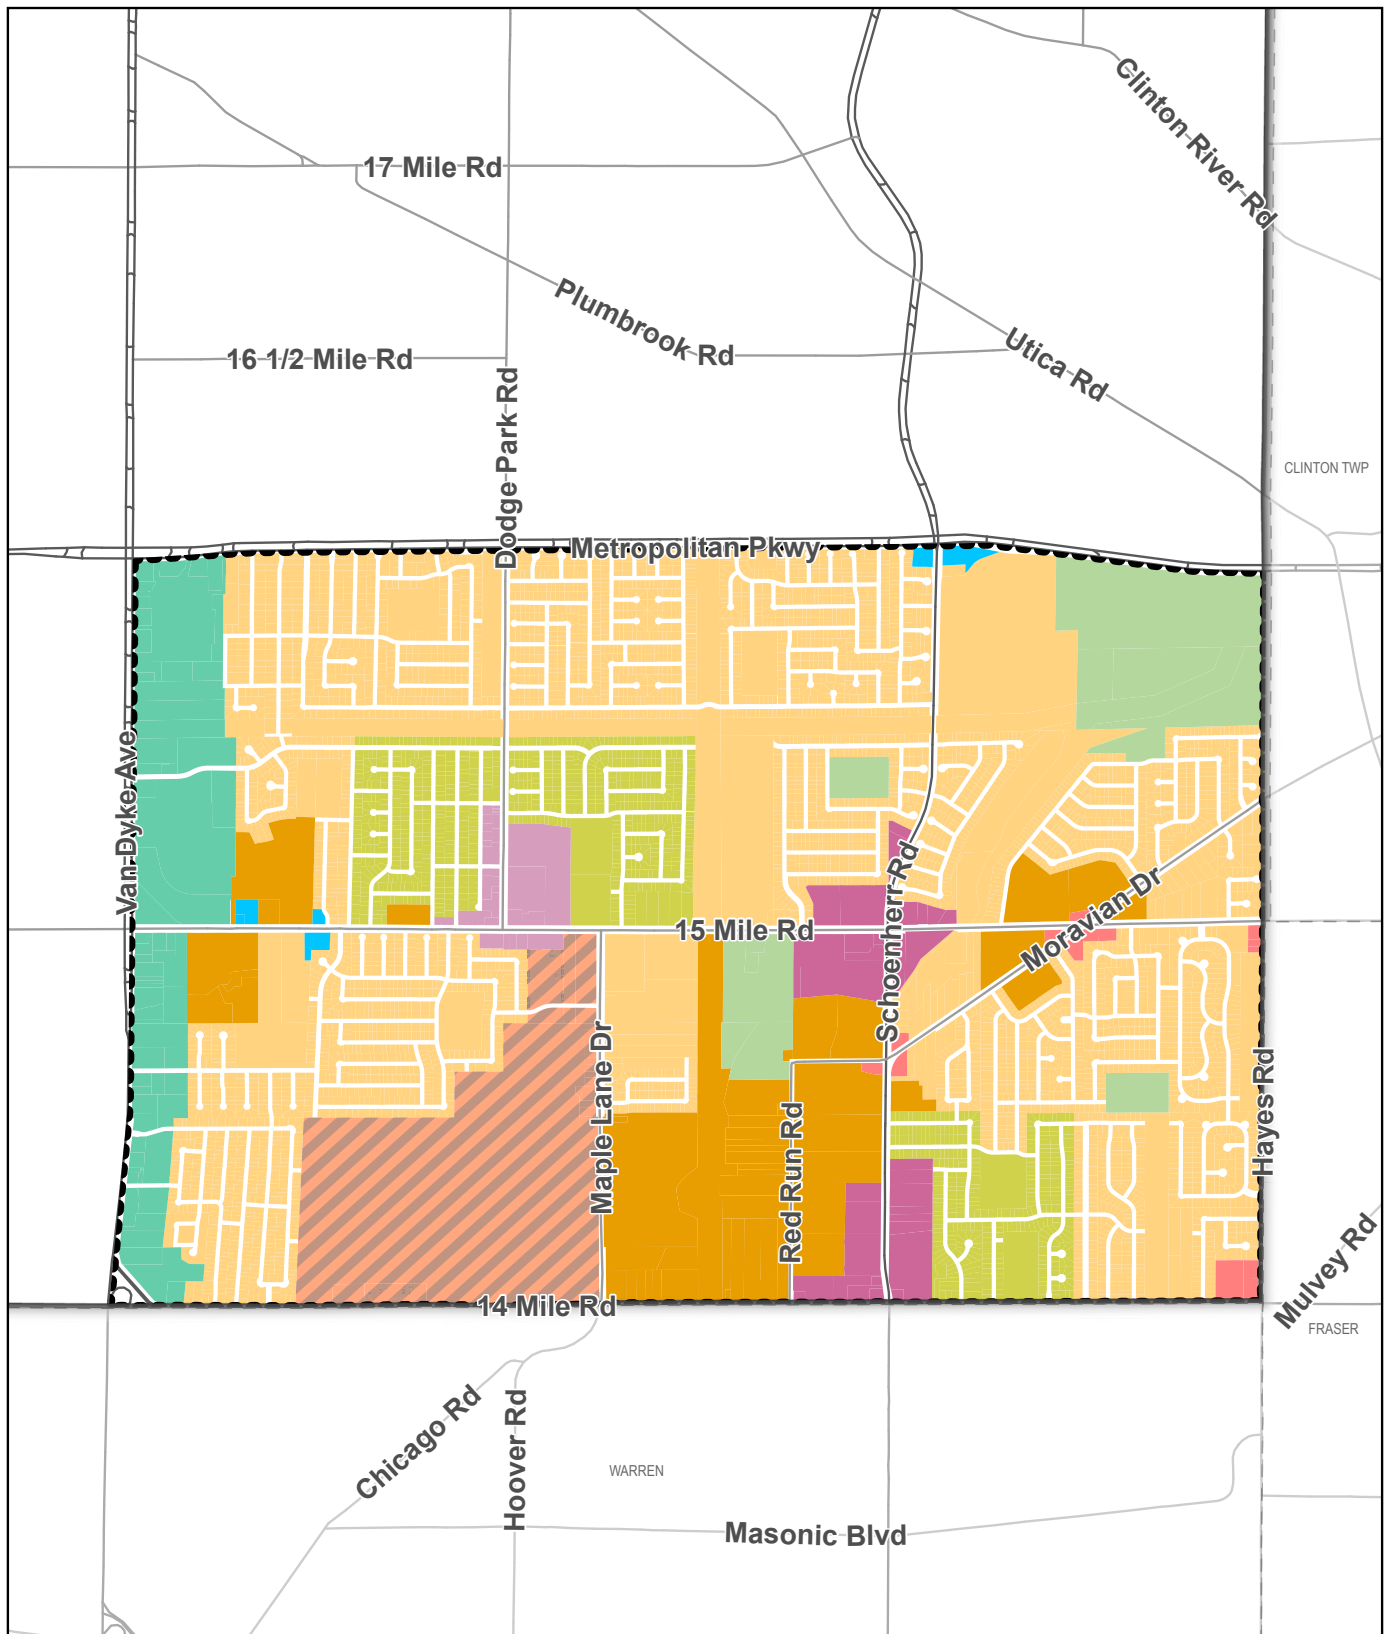 Clinton River Rd
17 Mile Rd
Plumbrook Rd
16 1/2 Mile Rd
Utica Rd
Dodge Park Rd
CLINTON TWP
Metropolitan Pkwy
Van Dyke Ave
Schoenherr Rd
Moravian Dr
15 Mile Rd
Maple Lane Dr
Red Run Rd
Hayes Rd
Mulvey Rd
14 Mile Rd
FRASER
Chicago Rd
Hoover Rd
WARREN
Masonic Blvd